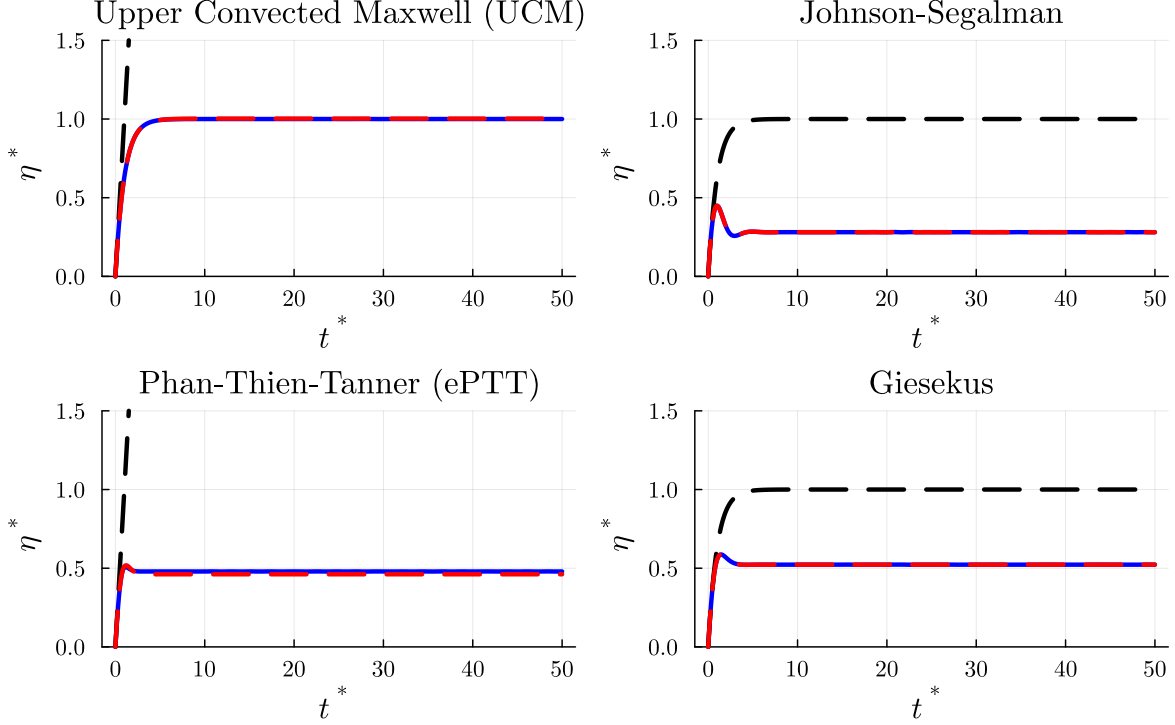 Upper Convected Maxwell (UCM)
1.5
1.0
0.5
0.0
η*
0 10 20 30 40 50
t*
Johnson-Segalman
1.5
1.0
0.5
0.0
η*
0 10 20 30 40 50
t*
Phan-Thien-Tanner (ePTT)
1.5
1.0
0.5
0.0
η*
0 10 20 30 40 50
t*
Giesekus
1.5
1.0
0.5
0.0
η*
0 10 20 30 40 50
t*